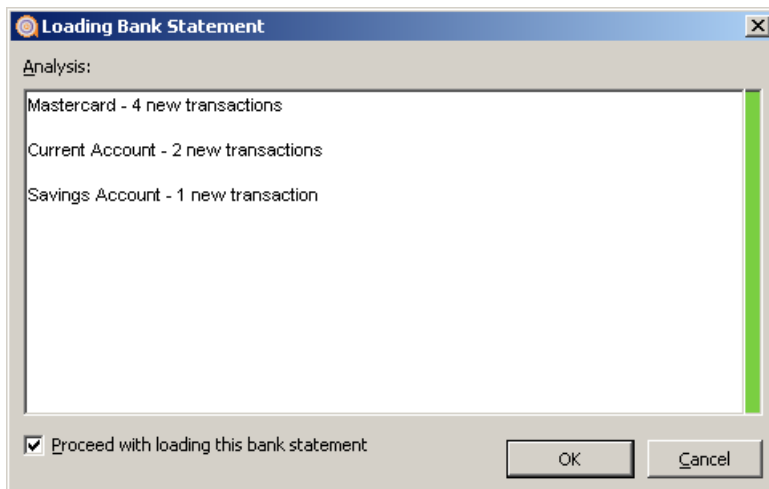 Loading Bank Statement
Analysis:
Mastercard - 4 new transactions
Current Account - 2 new transactions
Savings Account - 1 new transaction
Proceed with loading this bank statement
OK
Cancel